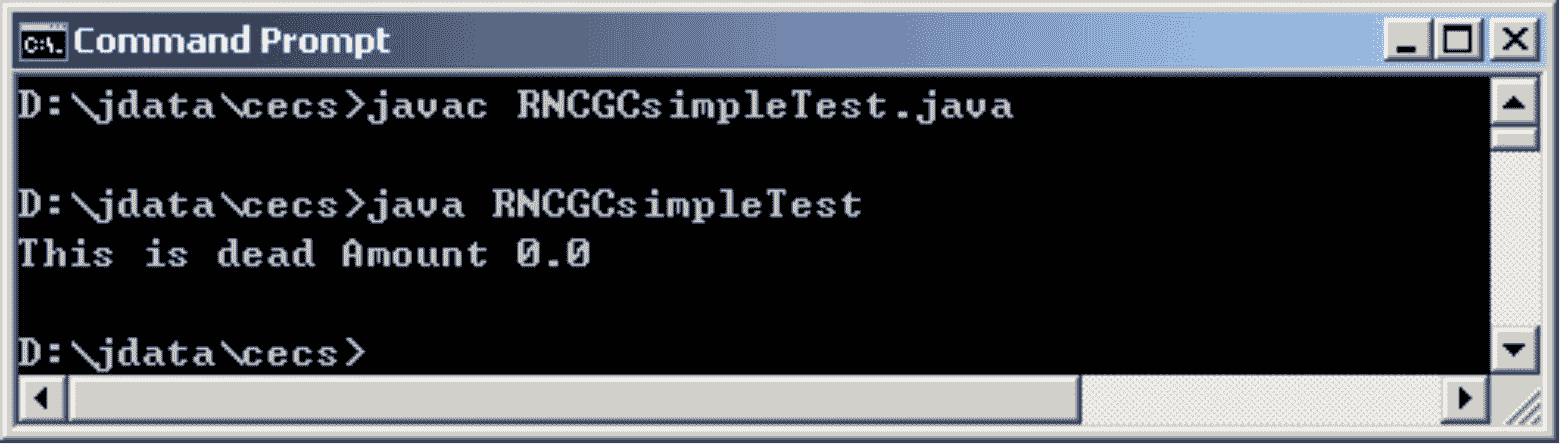 C:\.
Command Prompt
D:\jdata\cecs>javac RNCGCsimpleTest.java
D:\jdata\cecs>java RNCGCsimpleTest
This is dead Amount 0.0
D:\jdata\cecs>